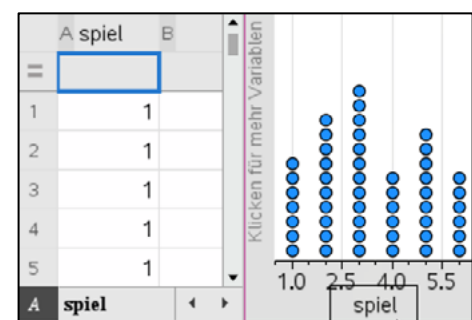 A spiel B
=
1 1
2 1
3 1
4 1
5 1
A spiel
Klicken für mehr Variablen
1.0 2.5 4.0 5.5
spiel